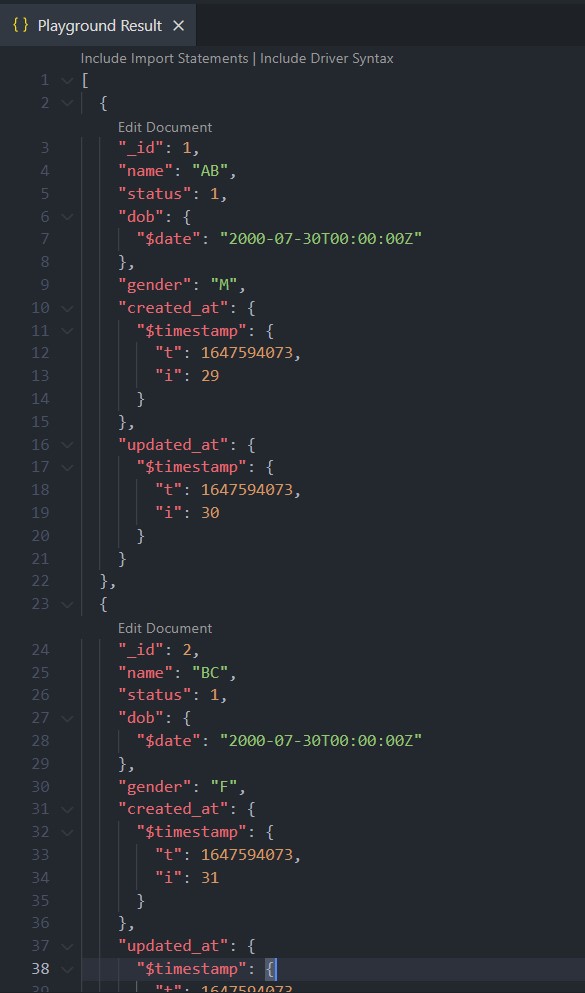 {} Playground Result ×
Include Import Statements | Include Driver Syntax
1 [
2 {
Edit Document
3 "_id": 1,
4 "name": "AB",
5 "status": 1,
6 "dob": {
7 "$date": "2000-07-30T00:00:00Z"
8 },
9 "gender": "M",
10 "created_at": {
11 "$timestamp": {
12 "t": 1647594073,
13 "i": 29
14 }
15 },
16 "updated_at": {
17 "$timestamp": {
18 "t": 1647594073,
19 "i": 30
20 }
21 }
22 },
23 {
Edit Document
24 "_id": 2,
25 "name": "BC",
26 "status": 1,
27 "dob": {
28 "$date": "2000-07-30T00:00:00Z"
29 },
30 "gender": "F",
31 "created_at": {
32 "$timestamp": {
33 "t": 1647594073,
34 "i": 31
35 }
36 },
37 "updated_at": {
38 "$timestamp": {
39 "t": 1647594073